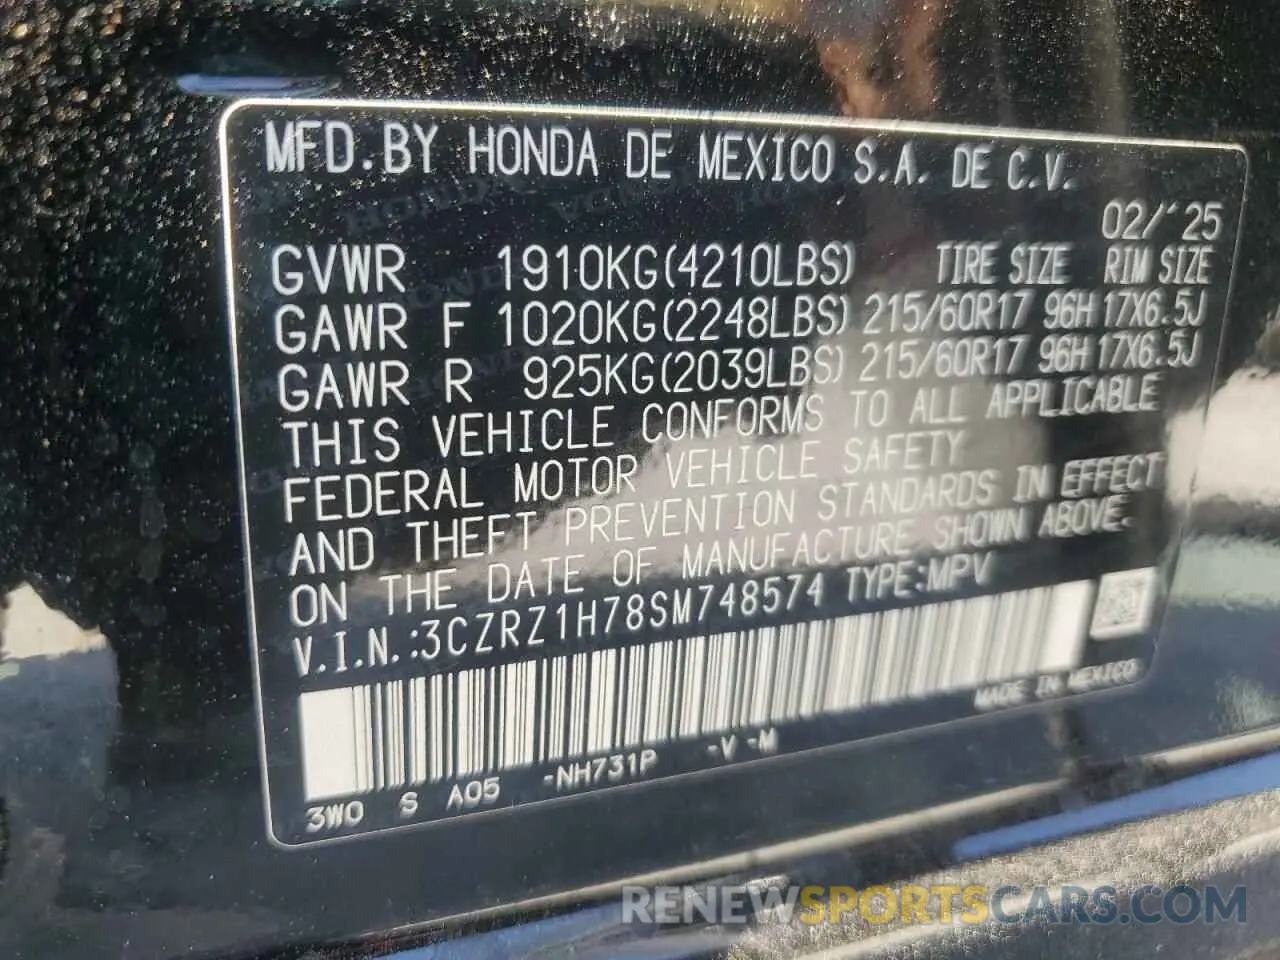 MFD.BY HONDA DE MEXICO S.A. DE C.V.
02/'25
GVWR 1910KG(4210LBS) TIRE SIZE RIM SIZE
GAWR F 1020KG(2248LBS) 215/60R17 96H 17X6.5J
GAWR R 925KG(2039LBS) 215/60R17 96H 17X6.5J
THIS VEHICLE CONFORMS TO ALL APPLICABLE
FEDERAL MOTOR VEHICLE SAFETY
AND THEFT PREVENTION STANDARDS IN EFFECT
ON THE DATE OF MANUFACTURE SHOWN ABOVE.
V.I.N.:3CZRZ1H78SM748574 TYPE:MPV
MADE IN MEXICO
3W0 S A05 -NH731P -V -M
RENEWSPORTSCARS.COM